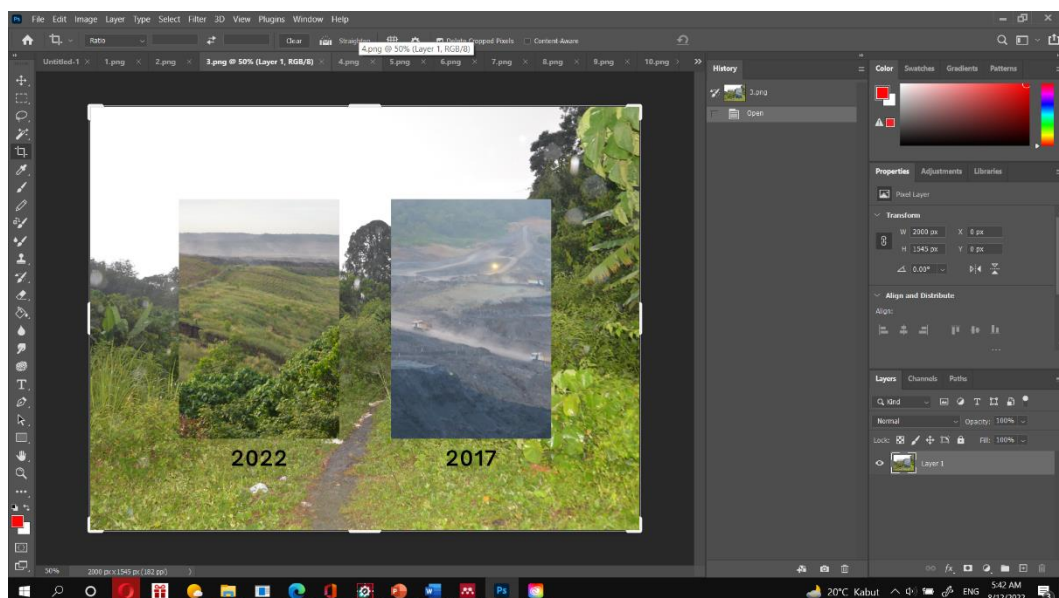 File Edit Image Layer Type Select Filter 3D View Plugins Window Help
Ratio Clear Straighten Delete Cropped Pixels Content-Aware
4.png @ 50% (Layer 1, RGB/8)
Untitled-1 1.png 2.png 3.png @ 50% (Layer 1, RGB/8) 4.png 5.png 6.png 7.png 8.png 9.png 10.png
History
3.png
Open
Color Swatches Gradients Patterns
Properties Adjustments Libraries
Pixel Layer
Transform
W 2000 px X 0 px
H 1545 px Y 0 px
0.00°
Align and Distribute
Align:
2022 2017
Layers Channels Paths
Kind
Normal Opacity: 100%
Lock: Fill: 100%
Layer 1
50% 2000 px x 1545 px (182 ppi)
20°C Kabut ENG
5:42 AM
8/12/2022